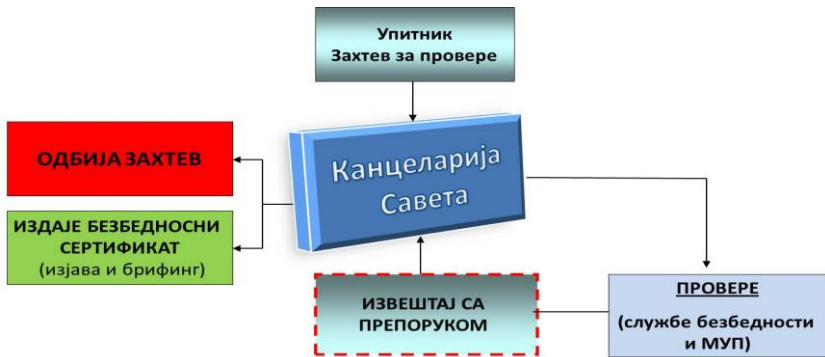 Упитник
Захтев за провере
Канцеларија
Савета
ОДБИЈА ЗАХТЕВ
ИЗДАЈЕ БЕЗБЕДНОСНИ
СЕРТИФИКАТ
(изјава и брифинг)
ИЗВЕШТАЈ СА
ПРЕПОРУКОМ
ПРОВЕРЕ
(службе безбедности
и МУП)